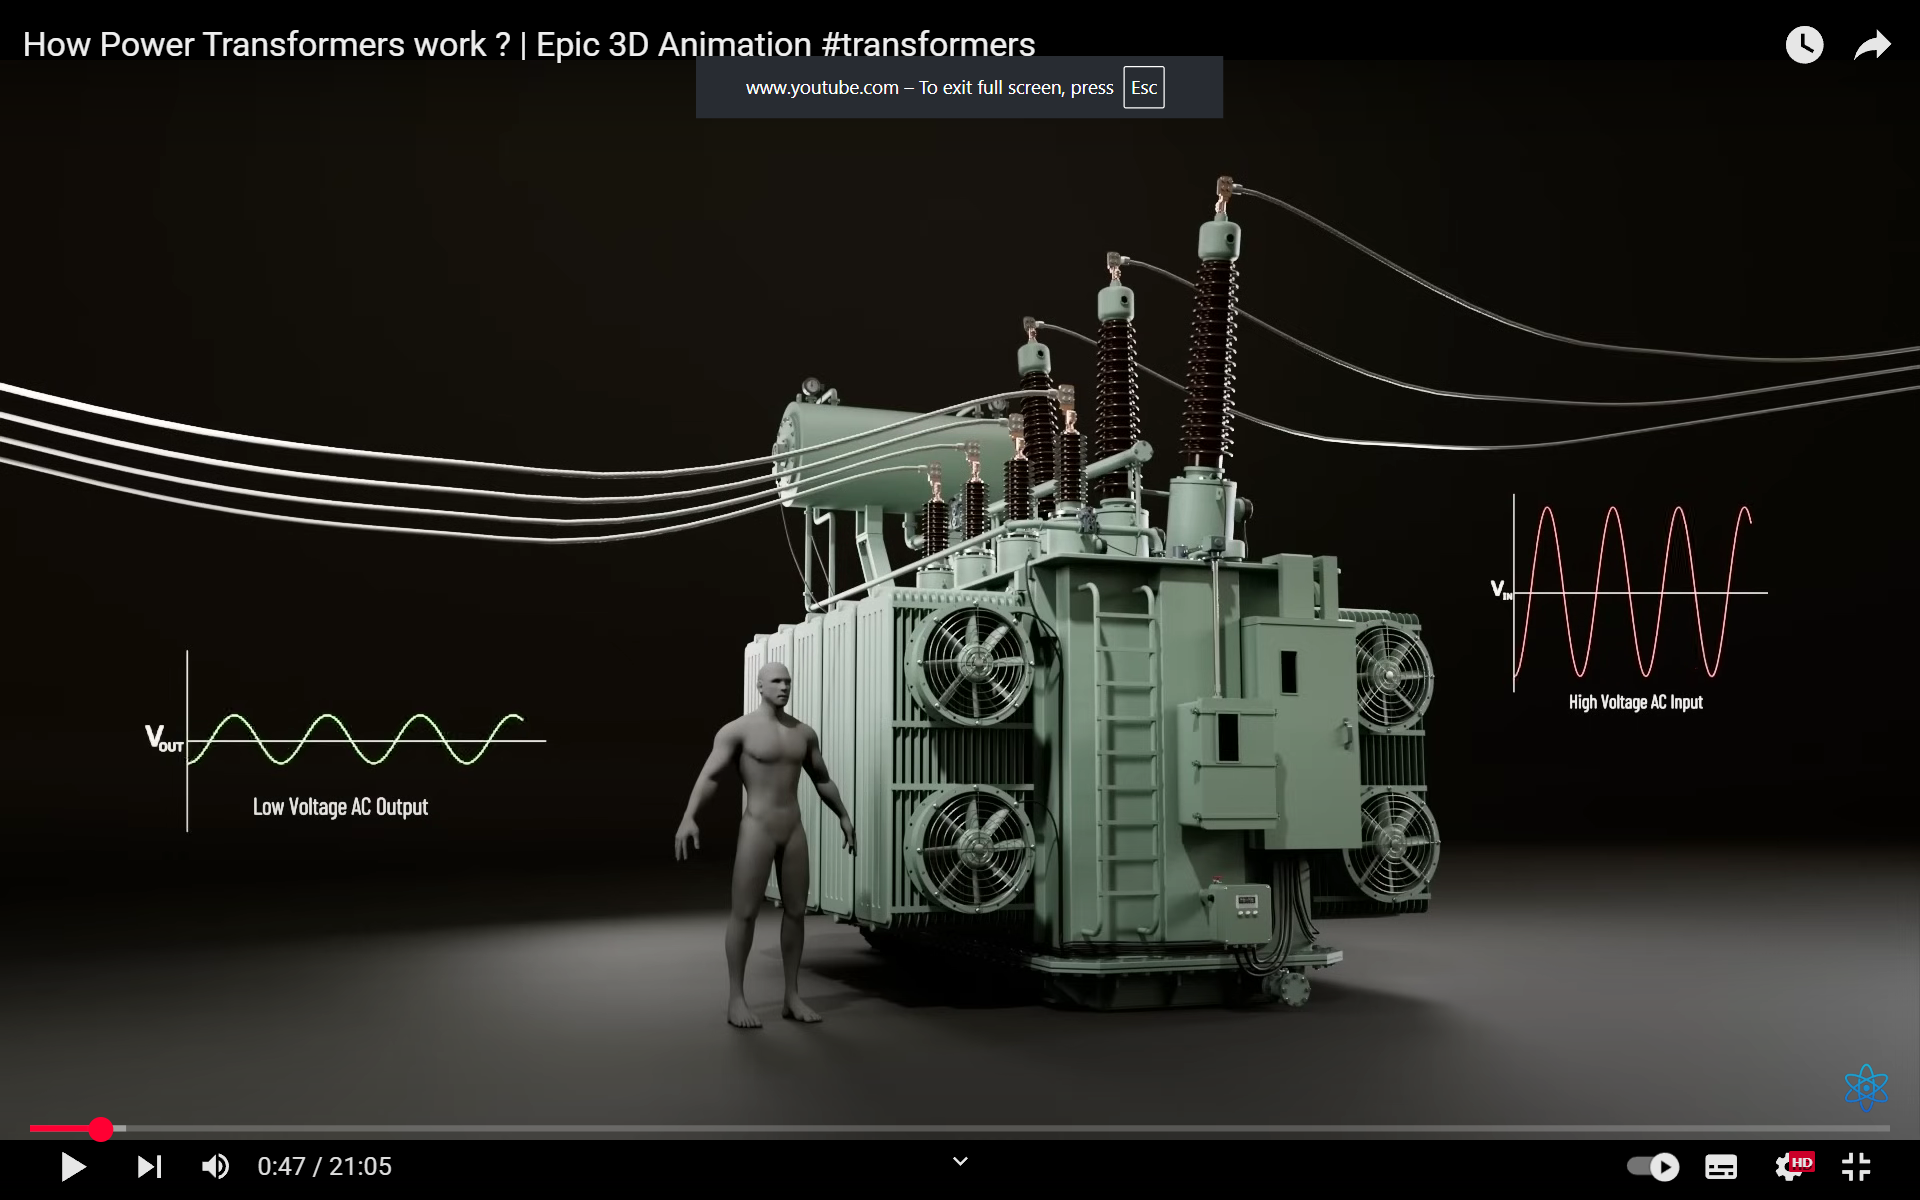 How Power Transformers work ? | Epic 3D Animation #transformers
www.youtube.com – To exit full screen, press Esc
VIN
High Voltage AC Input
VOUT
Low Voltage AC Output
0:47 / 21:05
HD